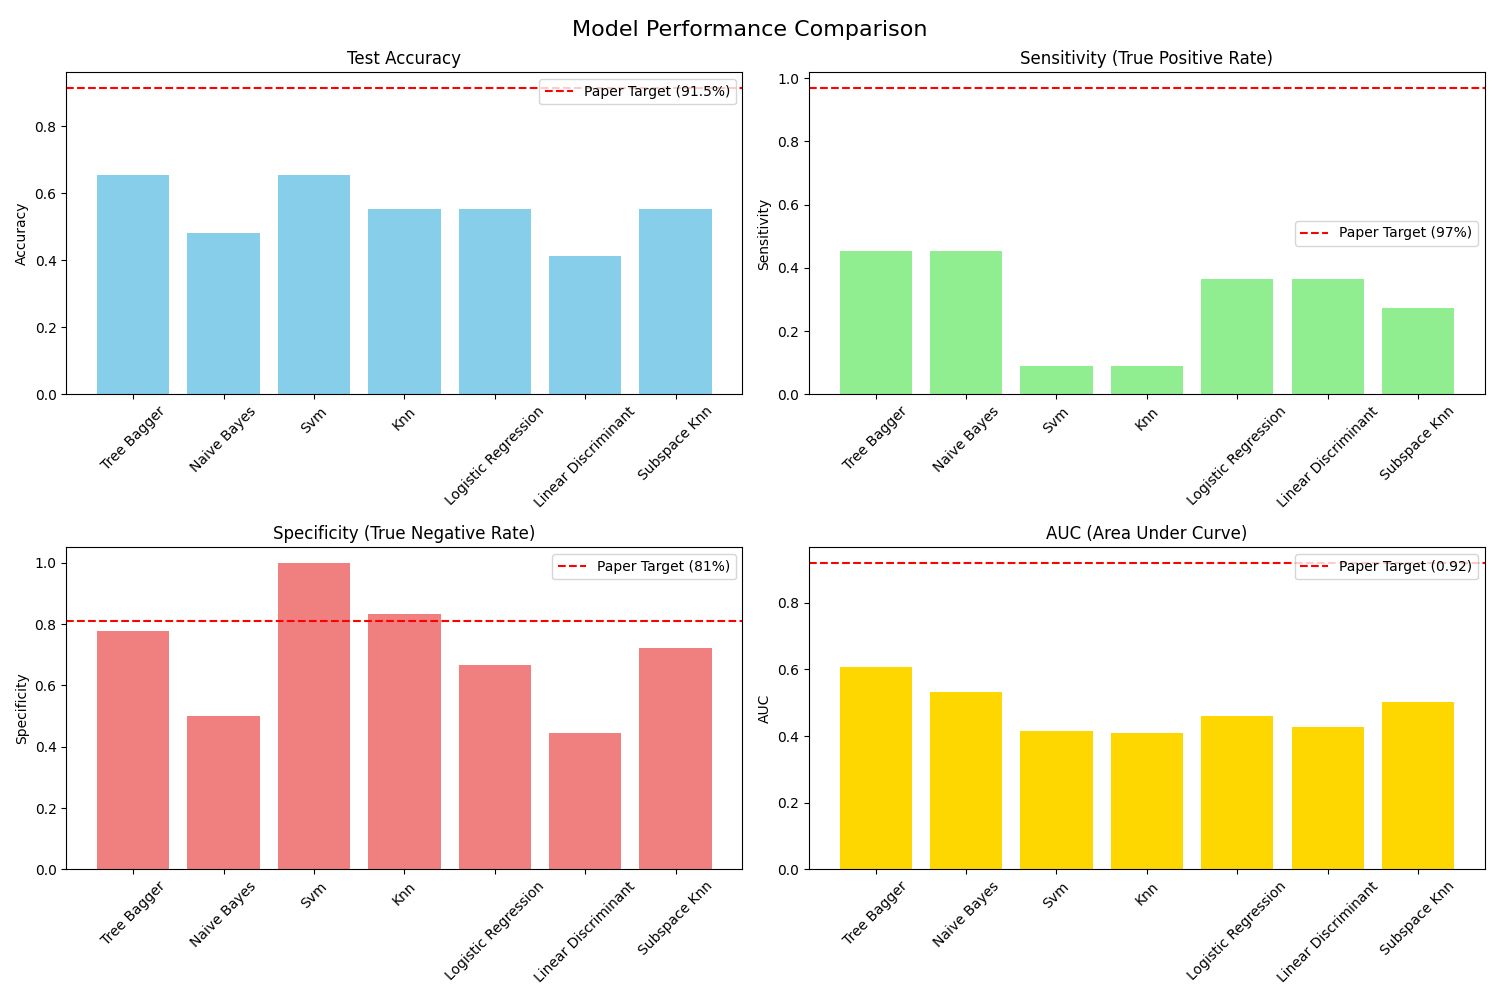 Model Performance Comparison
Test Accuracy
Paper Target (91.5%)
Accuracy
0.8
0.6
0.4
0.2
0.0
Tree Bagger
Naive Bayes
Svm
Knn
Logistic Regression
Linear Discriminant
Subspace Knn
Sensitivity (True Positive Rate)
Paper Target (97%)
Sensitivity
1.0
0.8
0.6
0.4
0.2
0.0
Tree Bagger
Naive Bayes
Svm
Knn
Logistic Regression
Linear Discriminant
Subspace Knn
Specificity (True Negative Rate)
Paper Target (81%)
Specificity
1.0
0.8
0.6
0.4
0.2
0.0
Tree Bagger
Naive Bayes
Svm
Knn
Logistic Regression
Linear Discriminant
Subspace Knn
AUC (Area Under Curve)
Paper Target (0.92)
AUC
0.8
0.6
0.4
0.2
0.0
Tree Bagger
Naive Bayes
Svm
Knn
Logistic Regression
Linear Discriminant
Subspace Knn